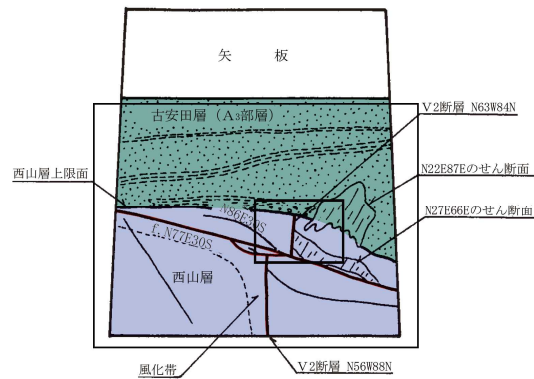 矢 板
古安田層(A₃部層)
V2断層 N63W84N
N22E87Eのせん断面
西山層上限面
N27E66Eのせん断面
N86E39S
f. N77E30S
西山層
風化帯
V2断層 N56W88N